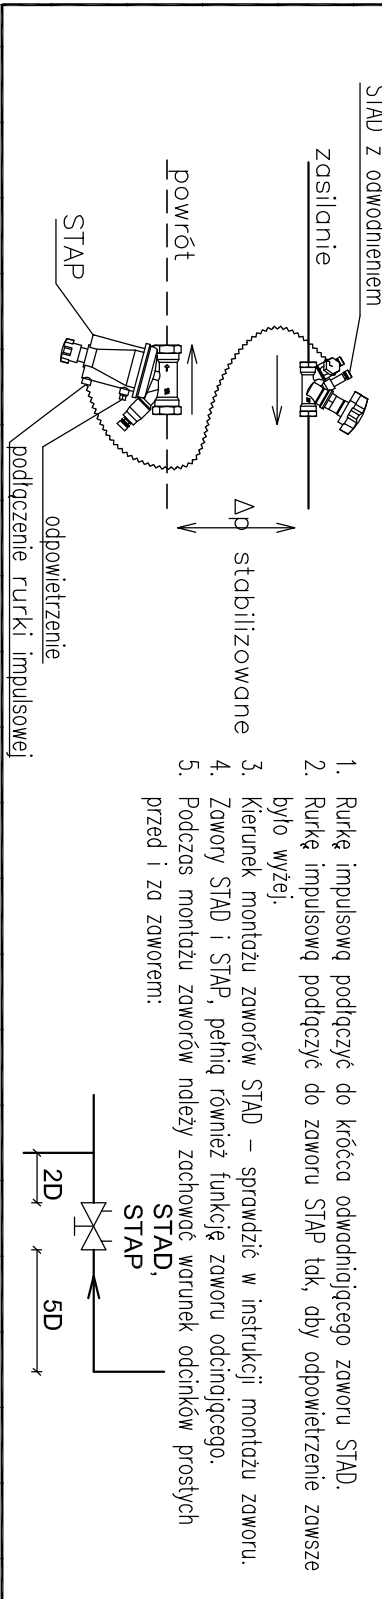 STAD z odwodnieniem
zasilanie
powrót
STAP
Δp stabilizowane
odpowietrzenie
podłączenie rurki impulsowej
1. Rurkę impulsową podłączyć do króćca odwadniającego zaworu STAD.
2. Rurkę impulsową podłączyć do zaworu STAP tak, aby odpowietrzenie zawsze
było wyżej.
3. Kierunek montażu zaworów STAD – sprawdzić w instrukcji montażu zaworu.
4. Zawory STAD i STAP, pełnią również funkcję zaworu odcinającego.
5. Podczas montażu zaworów należy zachować warunek odcinków prostych
przed i za zaworem:
STAD,
STAP
2D
5D